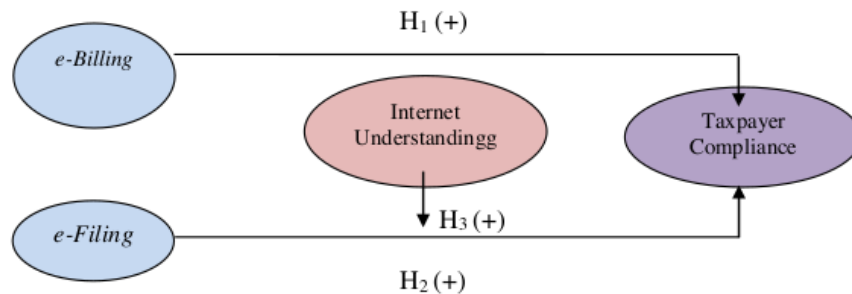 H₁ (+)
e-Billing
Internet
Understandingg
Taxpayer
Compliance
H₃ (+)
e-Filing
H₂ (+)